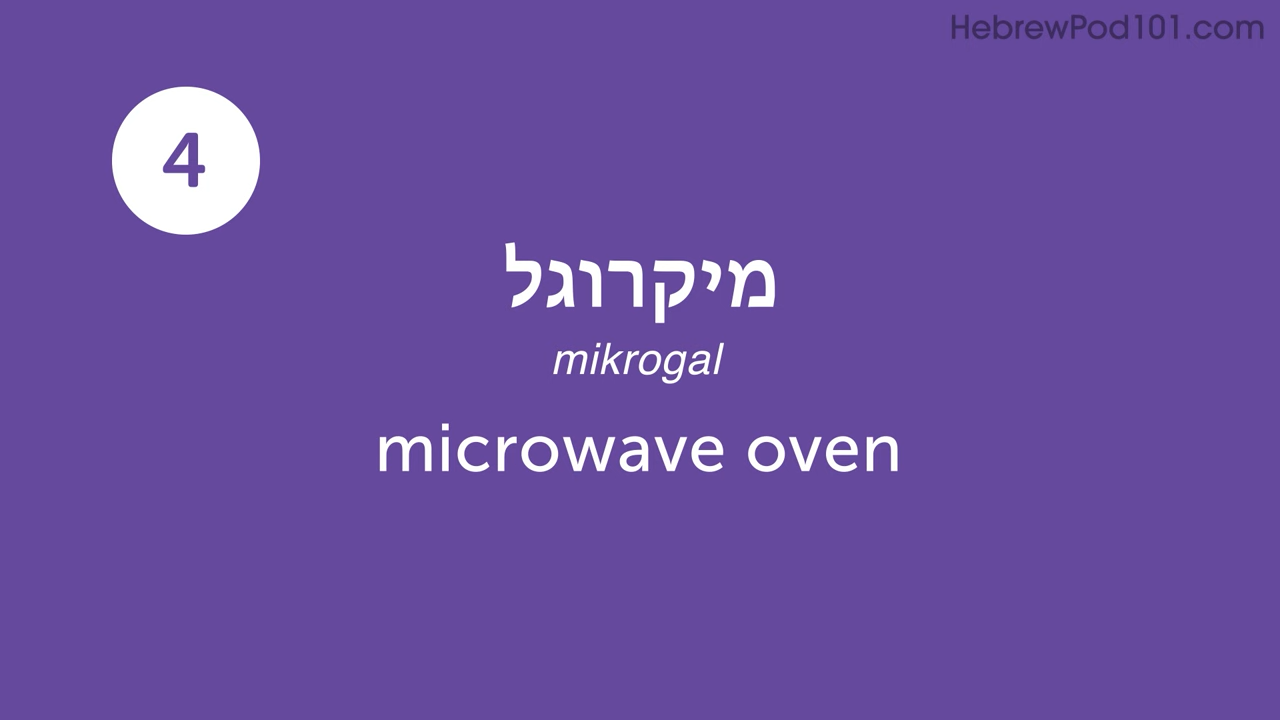 HebrewPod101.com
4
מיקרוגל
mikrogal
microwave oven